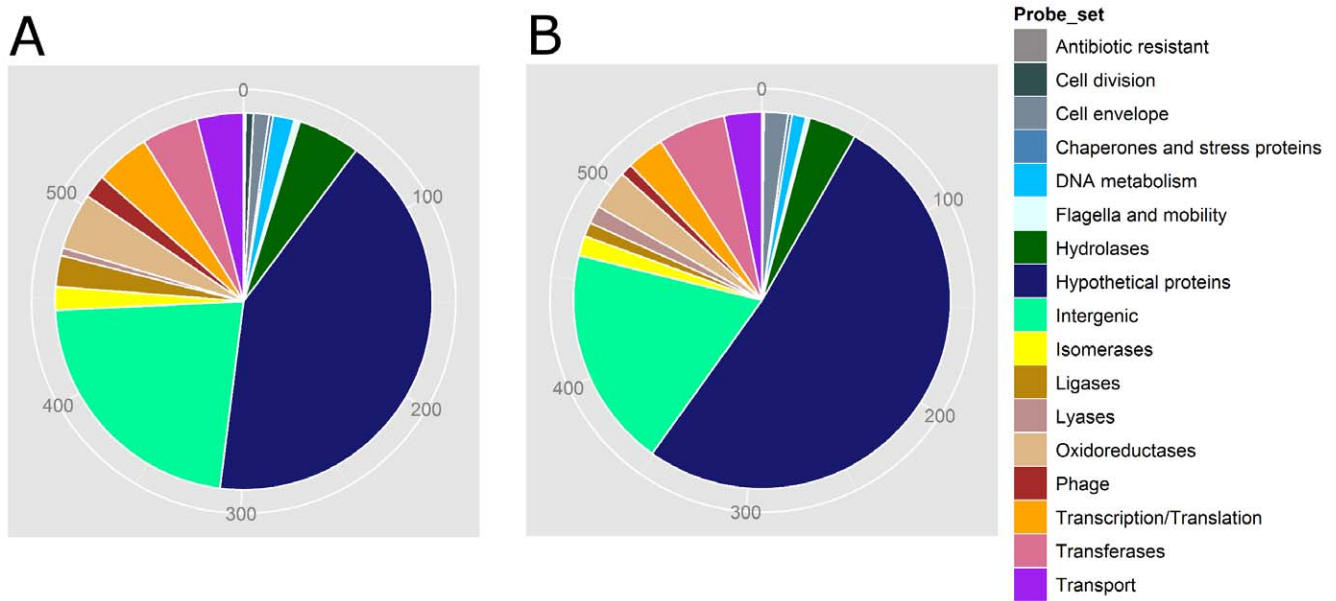 A
0
100
200
300
400
500
B
0
100
200
300
400
500
Probe_set
Antibiotic resistant
Cell division
Cell envelope
Chaperones and stress proteins
DNA metabolism
Flagella and mobility
Hydrolases
Hypothetical proteins
Intergenic
Isomerases
Ligases
Lyases
Oxidoreductases
Phage
Transcription/Translation
Transferases
Transport